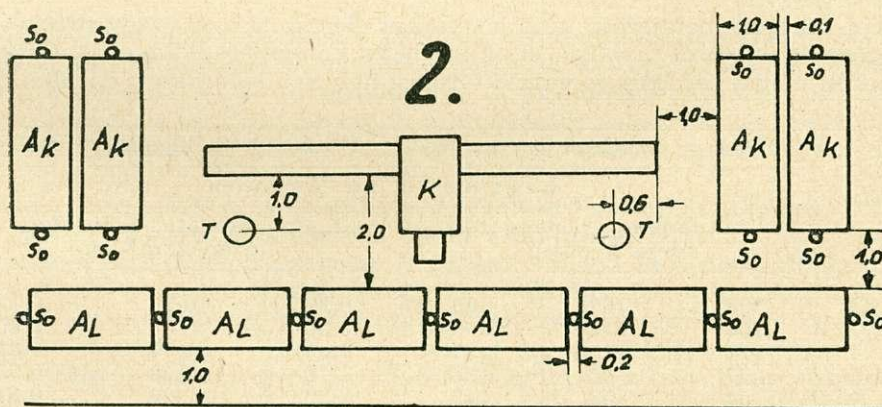 So So 2. 1,0 0,1
So So
AK AK K AK AK
1,0
0,6
1,0 2,0 T T 1,0
So So So So
So AL So AL So AL So AL So AL So AL So
1,0 0,2